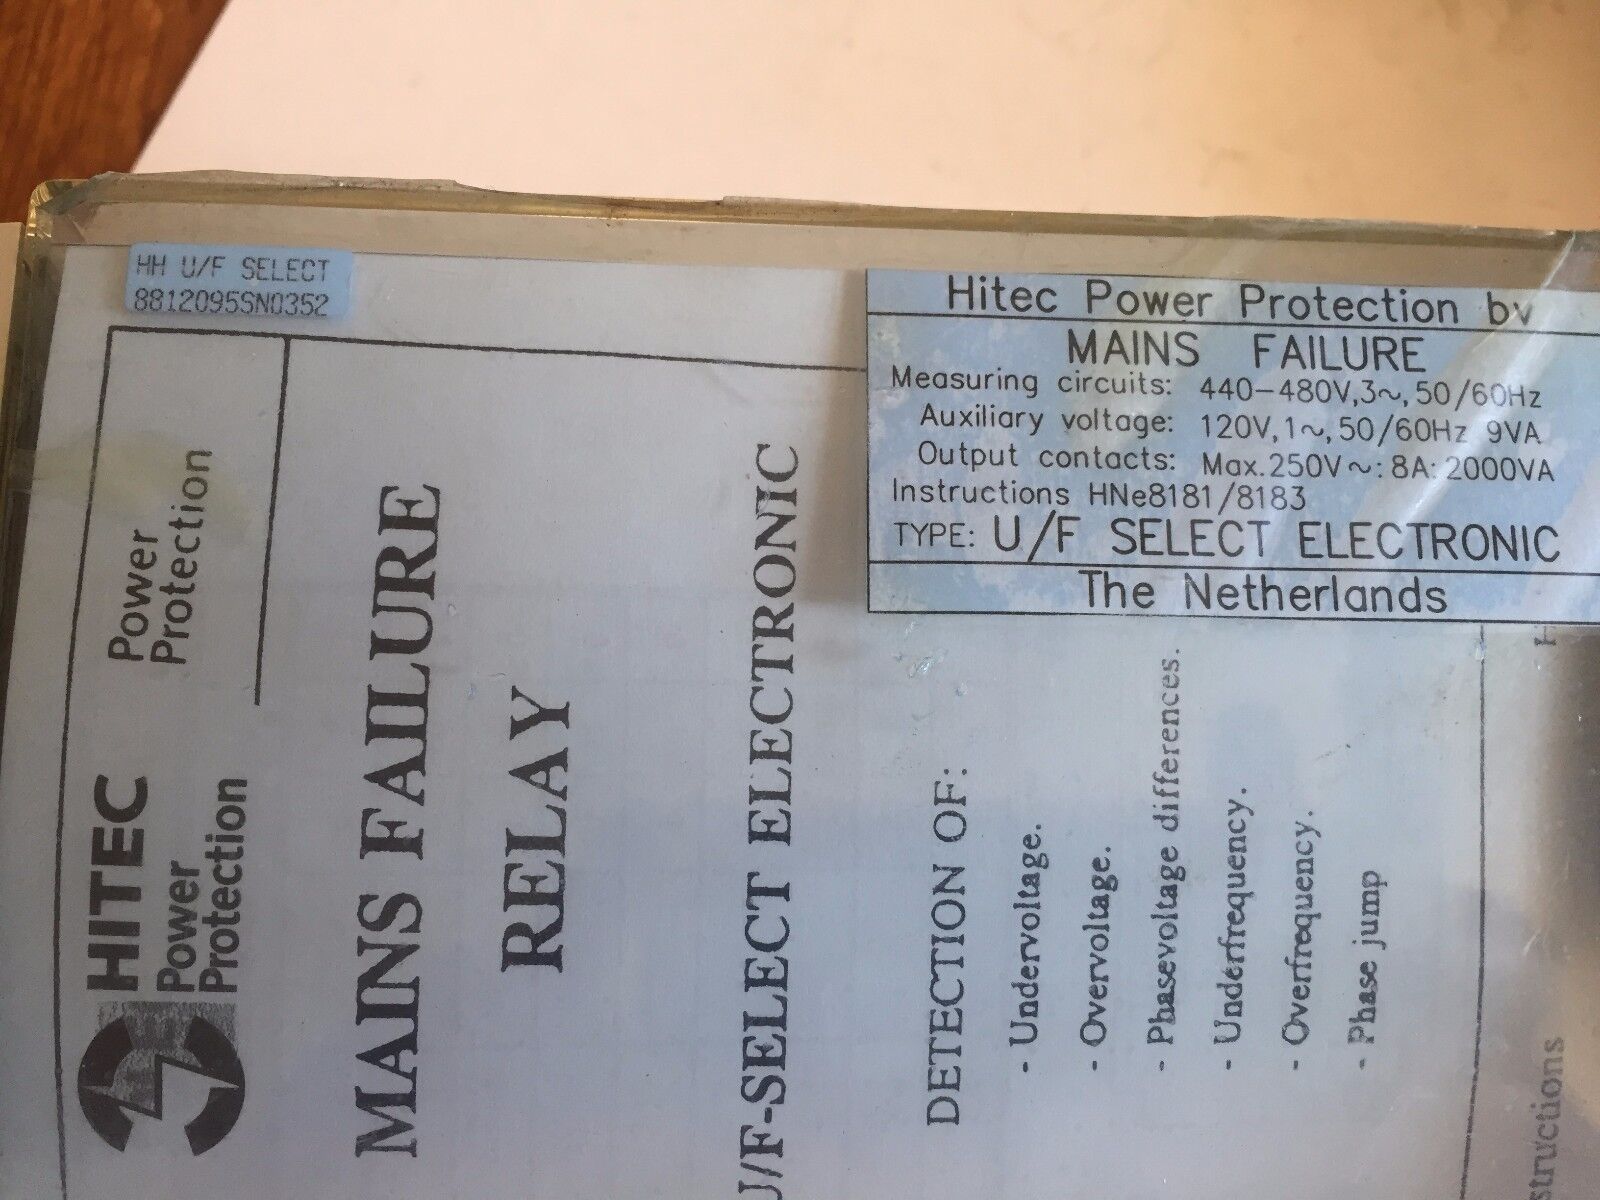 HH U/F SELECT
8812095SN0352
Hitec Power Protection bv
MAINS FAILURE
Measuring circuits: 440-480V,3~,50/60Hz
Auxiliary voltage: 120V,1~,50/60Hz 9VA
Output contacts: Max.250V~: 8A: 2000VA
Instructions HNe8181/8183
TYPE: U/F SELECT ELECTRONIC
The Netherlands
HITEC
Power
Protection
Power
Protection
MAINS FAILURE
RELAY
U/F-SELECT ELECTRONIC
DETECTION OF:
- Undervoltage.
- Overvoltage.
- Phasevoltage differences.
- Underfrequency.
- Overfrequency.
- Phase jump
structions